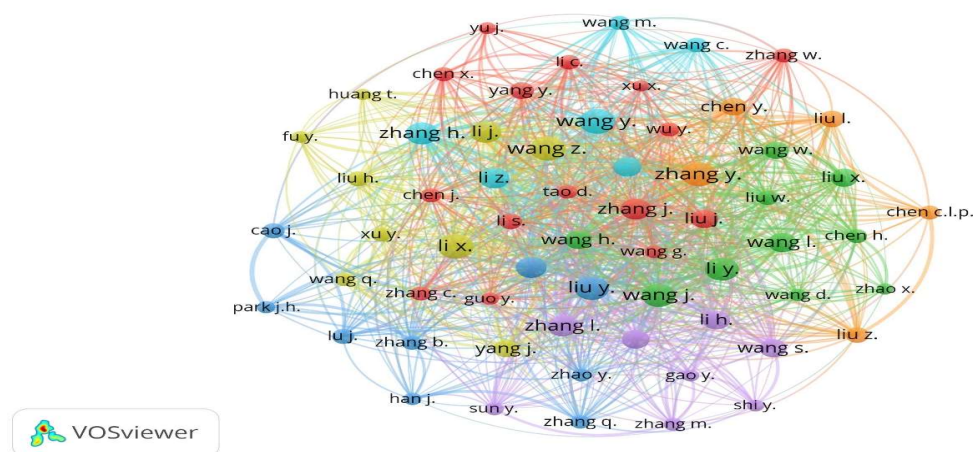 yu j.
wang m.
wang c.
zhang w.
li c.
chen x.
xu x.
yang y.
huang t.
chen y.
liu l.
wang y.
fu y.
zhang h.
li j.
wu y.
wang z.
wang w.
liu h.
li z.
zhang y.
liu x.
chen j.
tao d.
liu w.
zhang j.
chen c.l.p.
li s.
liu j.
cao j.
xu y.
li x.
wang h.
wang g.
wang l.
chen h.
wang q.
li y.
zhang c.
guo y.
liu y.
wang j.
wang d.
zhao x.
park j.h.
lu j.
zhang b.
zhang l.
li h.
liu z.
yang j.
wang s.
zhao y.
gao y.
han j.
sun y.
shi y.
zhang q.
zhang m.
VOSviewer